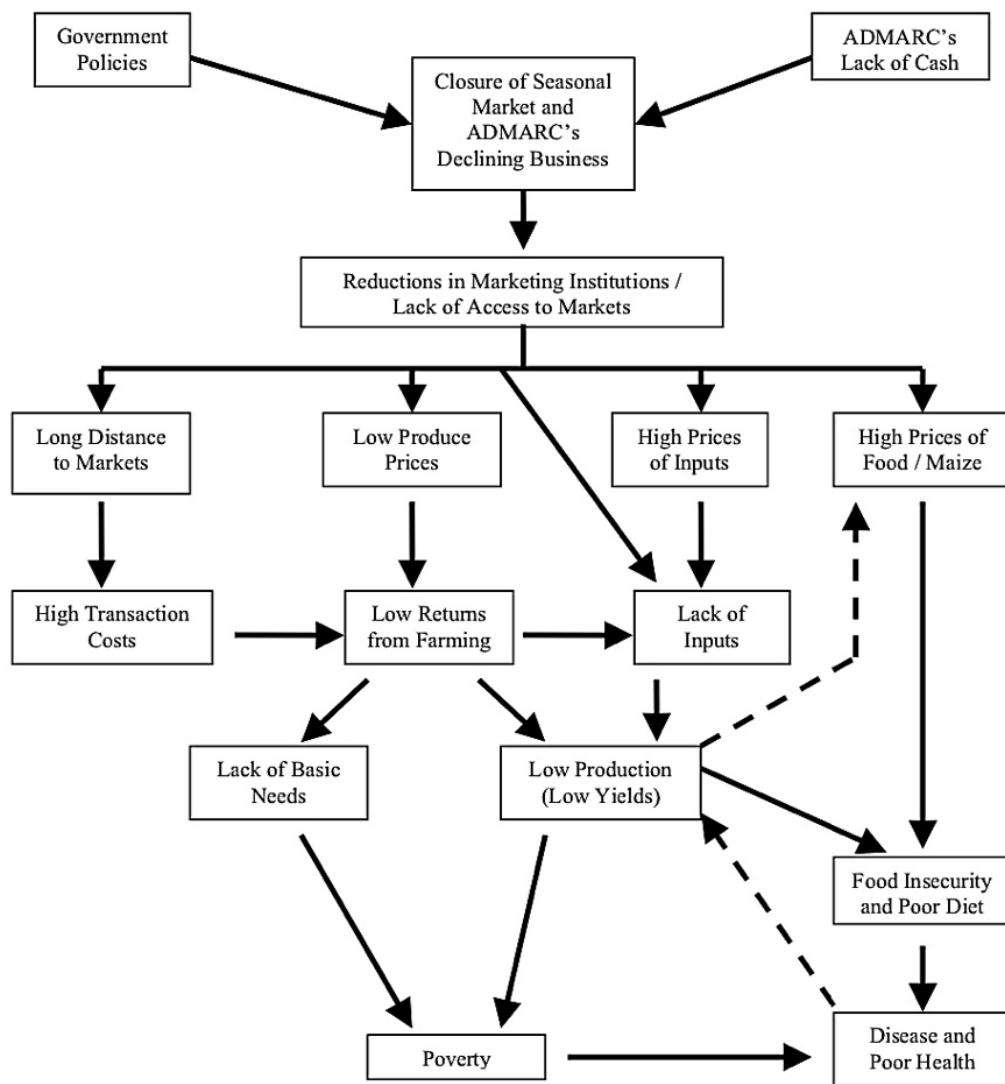 Government
Policies
ADMARC's
Lack of Cash
Closure of Seasonal
Market and
ADMARC's
Declining Business
Reductions in Marketing Institutions /
Lack of Access to Markets
Long Distance
to Markets
Low Produce
Prices
High Prices
of Inputs
High Prices of
Food / Maize
High Transaction
Costs
Low Returns
from Farming
Lack of
Inputs
Lack of Basic
Needs
Low Production
(Low Yields)
Food Insecurity
and Poor Diet
Poverty
Disease and
Poor Health